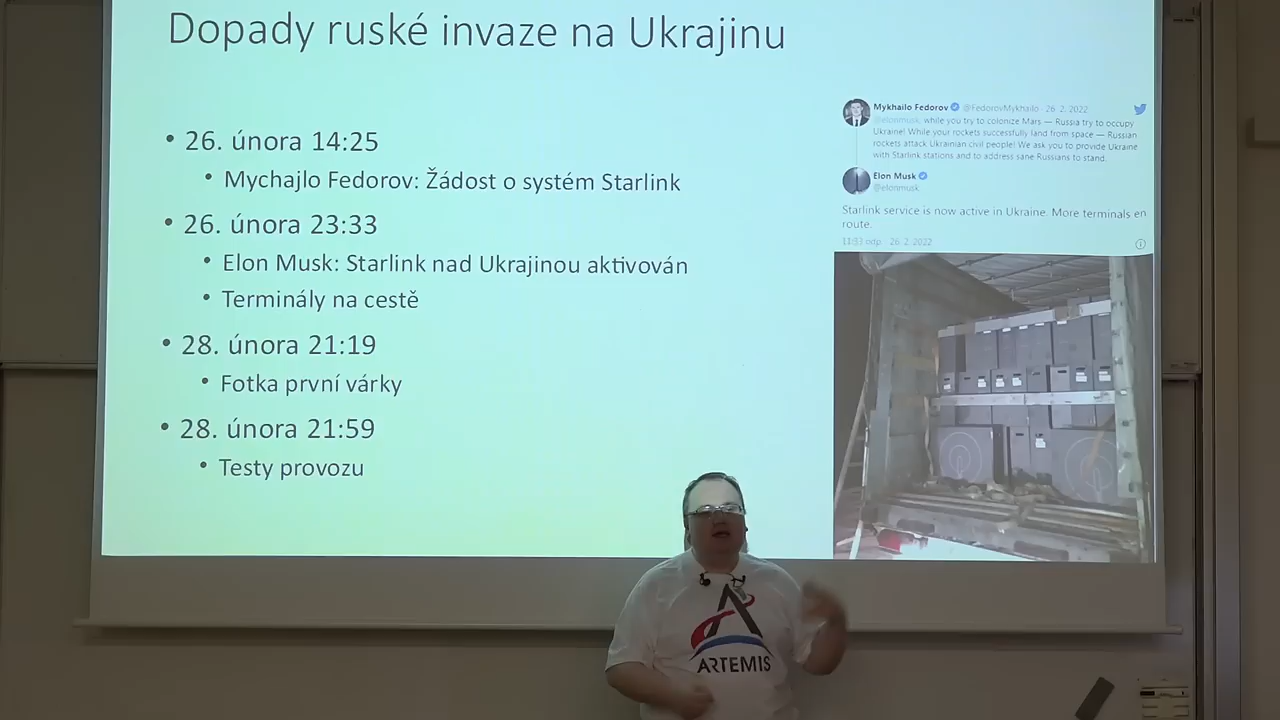 Dopady ruské invaze na Ukrajinu
• 26. února 14:25
• Mychajlo Fedorov: Žádost o systém Starlink
• 26. února 23:33
• Elon Musk: Starlink nad Ukrajinou aktivován
• Terminály na cestě
• 28. února 21:19
• Fotka první várky
• 28. února 21:59
• Testy provozu
Mykhailo Fedorov @FedorovMykhailo · 26. 2. 2022
@elonmusk, while you try to colonize Mars — Russia try to occupy
Ukraine! While your rockets successfully land from space — Russian
rockets attack Ukrainian civil people! We ask you to provide Ukraine
with Starlink stations and to address sane Russians to stand.
Elon Musk
@elonmusk
Starlink service is now active in Ukraine. More terminals en
route.
11:33 odp. · 26. 2. 2022
ARTEMIS